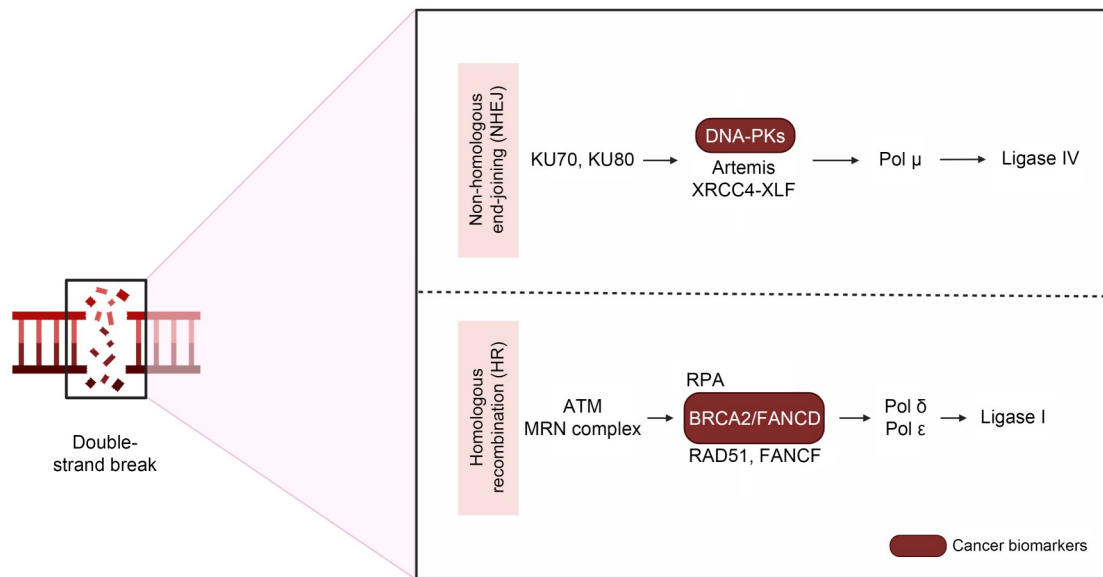 Non-homologous
end-joining (NHEJ)
KU70, KU80
DNA-PKs
Artemis
XRCC4-XLF
Pol μ
Ligase IV
Double-
strand break
Homologous
recombination (HR)
ATM
MRN complex
RPA
BRCA2/FANCD
RAD51, FANCF
Pol δ
Pol ε
Ligase I
Cancer biomarkers